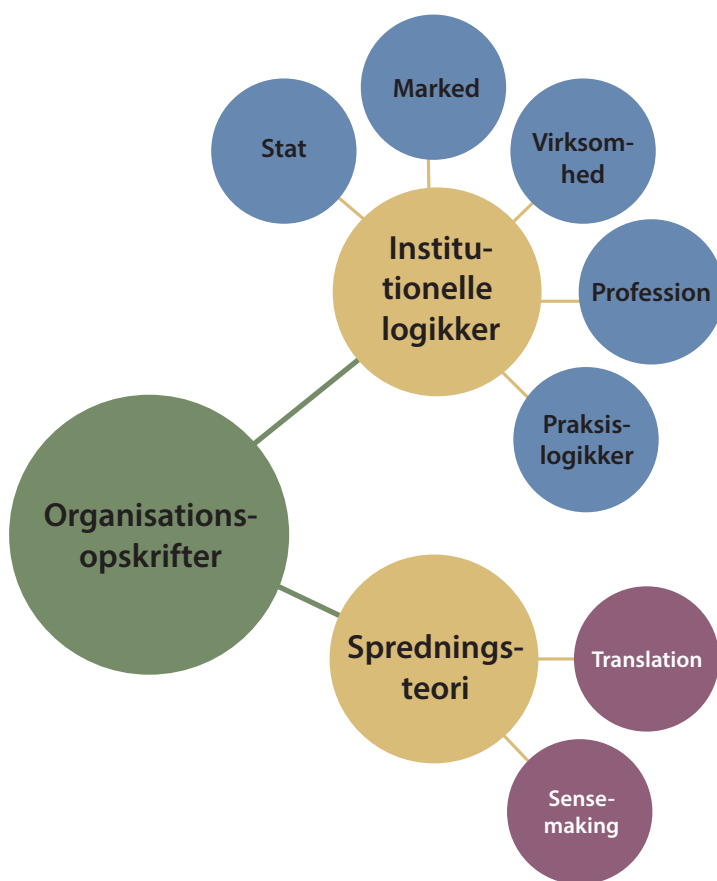 Marked
Stat
Virksom-
hed
Institu-
tionelle
logikker
Profession
Praksis-
logikker
Organisations-
opskrifter
Sprednings-
teori
Translation
Sense-
making